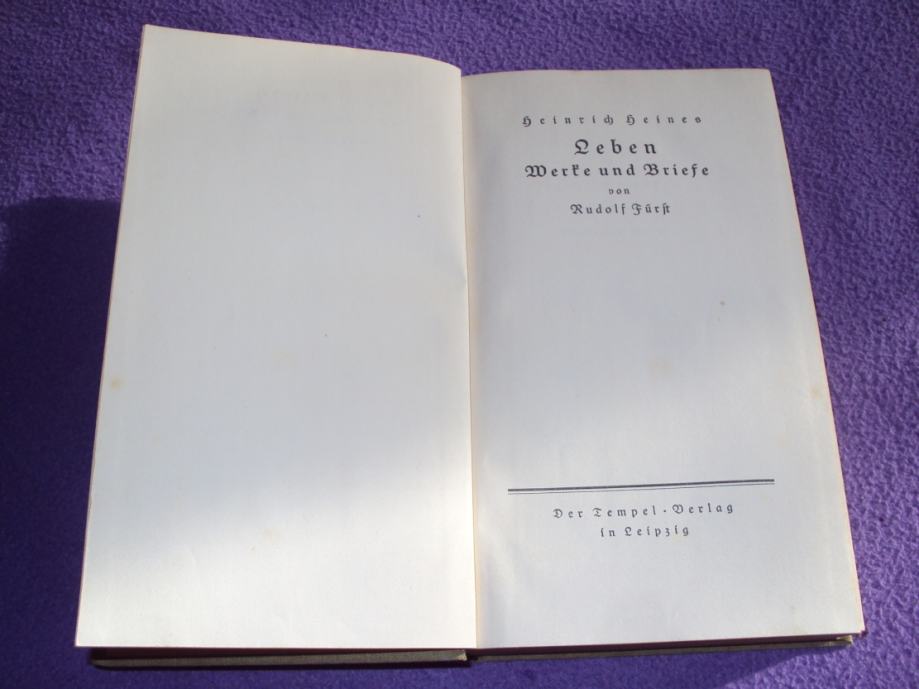 Heinrich Heines
Leben
Werke und Briefe
von
Rudolf Fürst
Der Tempel-Verlag
in Leipzig